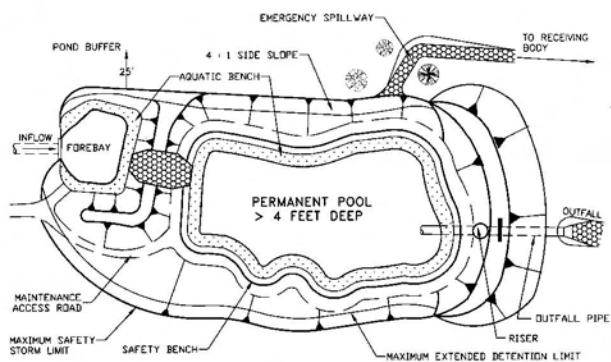 EMERGENCY SPILLWAY
TO RECEIVING
BODY
POND BUFFER
4 : 1 SIDE SLOPE
25'
AQUATIC BENCH
INFLOW
FOREBAY
PERMANENT POOL
> 4 FEET DEEP
OUTFALL
MAINTENANCE
ACCESS ROAD
OUTFALL PIPE
MAXIMUM SAFETY
STORM LIMIT
SAFETY BENCH
RISER
MAXIMUM EXTENDED DETENTION LIMIT